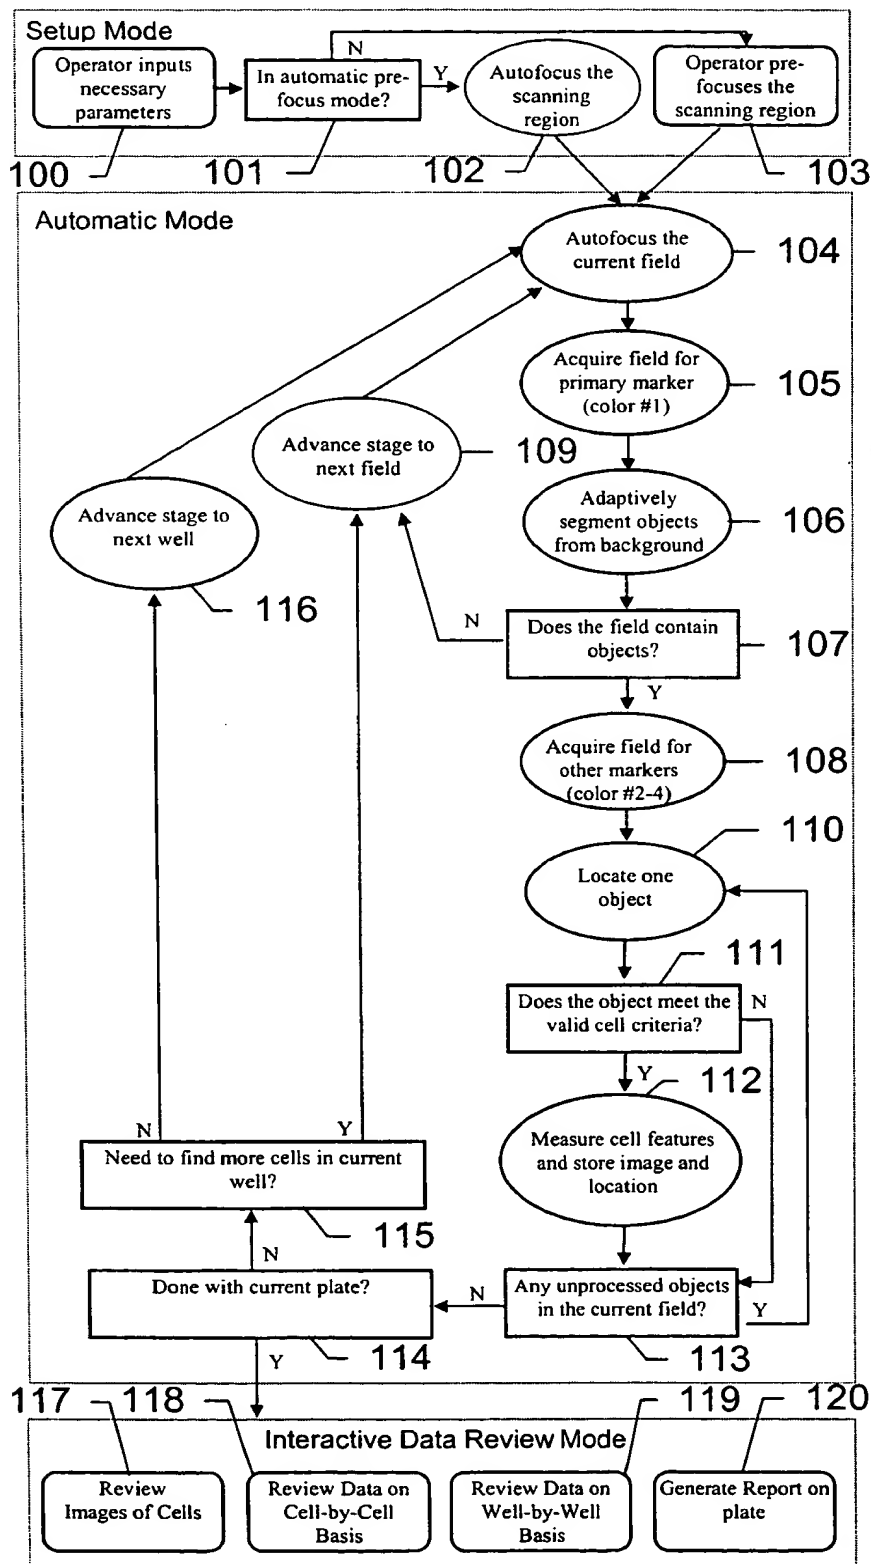 Setup Mode
N
Operator inputs
necessary
parameters
In automatic pre-
focus mode?
Y
Autofocus the
scanning
region
Operator pre-
focuses the
scanning region
100
101
102
103
Automatic Mode
Autofocus the
current field
104
Acquire field for
primary marker
(color #1)
105
Advance stage to
next field
109
Adaptively
segment objects
from background
106
Advance stage to
next well
116
N
Does the field contain
objects?
107
Y
Acquire field for
other markers
(color #2-4)
108
110
Locate one
object
111
Does the object meet the
valid cell criteria?
N
Y
112
Measure cell features
and store image and
location
N
Y
Need to find more cells in current
well?
115
N
Done with current plate?
N
Any unprocessed objects
in the current field?
Y
114
113
Y
117
118
119
120
Interactive Data Review Mode
Review
Images of Cells
Review Data on
Cell-by-Cell
Basis
Review Data on
Well-by-Well
Basis
Generate Report on
plate